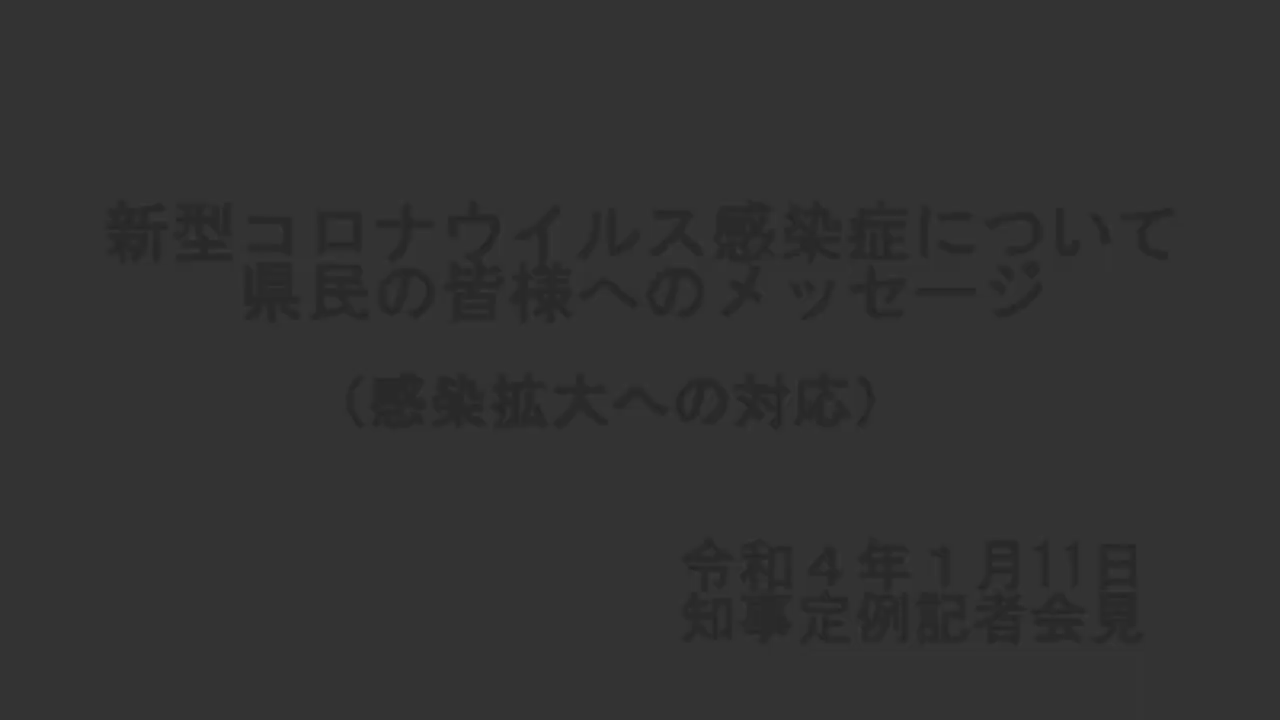 新型コロナウイルス感染症について
県民の皆様へのメッセージ
（感染拡大への対応）
令和４年１月11日
知事定例記者会見